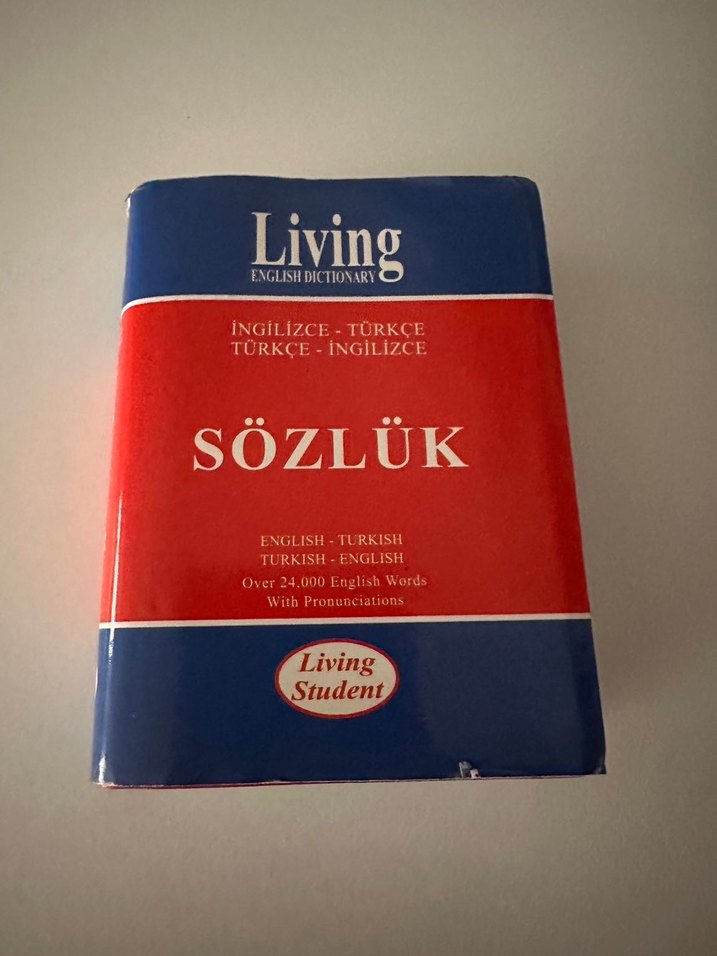 Living
ENGLISH DICTIONARY
İNGİLİZCE - TÜRKÇE
TÜRKÇE - İNGİLİZCE
SÖZLÜK
ENGLISH - TURKISH
TURKISH - ENGLISH
Over 24.000 English Words
With Pronunciations
Living
Student